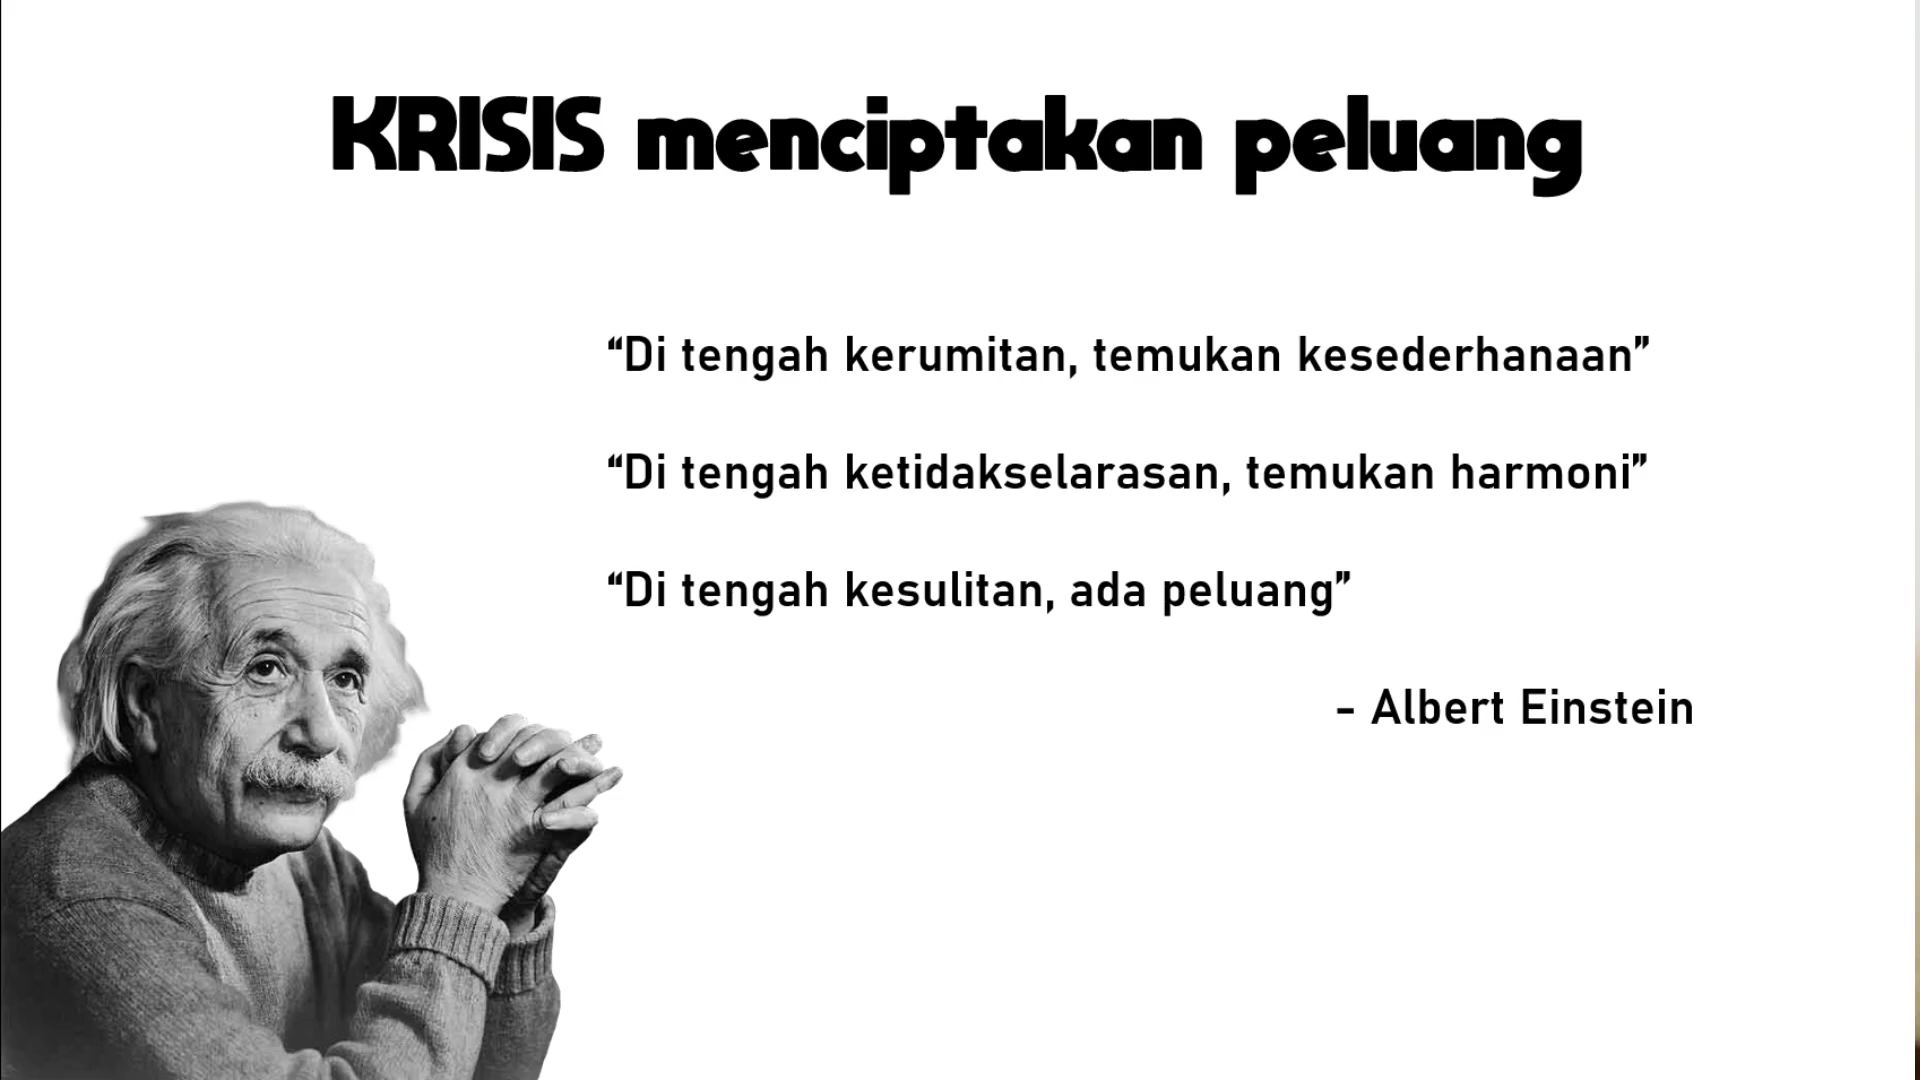 KRISIS menciptakan peluang
“Di tengah kerumitan, temukan kesederhanaan”
“Di tengah ketidakselarasan, temukan harmoni”
“Di tengah kesulitan, ada peluang”
- Albert Einstein